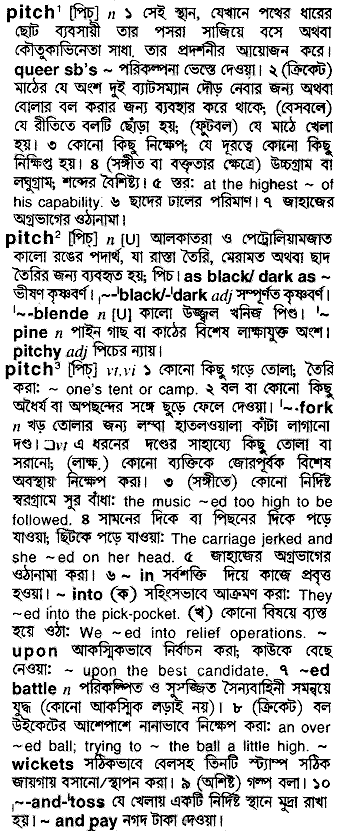 pitch¹ [পিচ] n ১ সেই স্থান, যেখানে পথের ধারের
ছোট ব্যবসায়ী তার পসরা সাজিয়ে বসে অথবা
কৌতুকাভিনেতা সাধা. তার প্রদর্শনীর আয়োজন করে।
queer sb's ~ পরিকল্পনা ভেস্তে দেওয়া। ২ (ক্রিকেট)
মাঠের যে অংশ দুই ব্যাটসম্যান দৌড় নেবার জন্য অথবা
বোলার বল করার জন্য ব্যবহার করে থাকে; (বেসবলে)
যে রীতিতে বলটি ছোঁড়া হয়; (ফুটবল) যে মাঠে খেলা
হয়। ৩ কোনো কিছু নিক্ষেপ; যে দূরত্বে কোনো কিছু
নিক্ষিপ্ত হয়। ৪ (সঙ্গীত বা বক্তৃতার ক্ষেত্রে) উচ্চগ্রাম বা
লঘুগ্রাম; শব্দের বৈশিষ্ট্য। ৫ স্তর: at the highest ~ of
his capability. ৬ ছাদের ঢালের পরিমাণ। ৭ জাহাজের
অগ্রভাগের ওঠানামা।
pitch² [পিচ] n [U] আলকাতরা ও পেট্রোলিয়ামজাত
কালো রঙের পদার্থ, যা রাস্তা তৈরি, মেরামত অথবা ছাদ
তৈরির জন্য ব্যবহৃত হয়; পিচ। as black/ dark as ~
ভীষণ কৃষ্ণবর্ণ। ˌ~-ˈblack/-ˈdark adj সম্পূর্ণত কৃষ্ণবর্ণ।
ˈ~-blende n [U] কালো উজ্জ্বল খনিজ পিণ্ড। ˈ~
pine n পাইন গাছ বা কাঠের বিশেষ লাক্ষাযুক্ত অংশ।
pitchy adj পিচের ন্যায়।
pitch³ [পিচ্] vt,vi ১ কোনো কিছু গড়ে তোলা; তৈরি
করা: ~ one's tent or camp. ২ বল বা কোনো কিছু
অধৈর্য বা অপছন্দের সঙ্গে ছুড়ে ফেলে দেওয়া। ˈ~-fork
n খড় তোলার জন্য লম্বা হাতলওয়ালা কাঁটা লাগানো
দণ্ড। □vt এ ধরনের দণ্ডের সাহায্যে কিছু তোলা বা
সরানো; (লাক্ষ.) কোনো ব্যক্তিকে জোরপূর্বক বিশেষ
অবস্থায় নিক্ষেপ করা। ৩ (সঙ্গীতে) কোনো নির্দিষ্ট
স্বরগ্রামে সুর বাঁধা: the music ~ed too high to be
followed. ৪ সামনের দিকে বা পিছনের দিকে পড়ে
যাওয়া; ছিটকে পড়ে যাওয়া: The carriage jerked and
she ~ed on her head. ৫ জাহাজের অগ্রভাগের
ওঠানামা করা। ৬ ~ in সর্বশক্তি দিয়ে কাজে প্রবৃত্ত
হওয়া। ~ into (ক) সহিংসভাবে আক্রমণ করা: They
~ed into the pick-pocket. (খ) কোনো বিষয়ে ব্যস্ত
হয়ে ওঠা: We ~ed into relief operations. ~
upon আকস্মিকভাবে নির্বাচন করা; কাউকে বেছে
নেওয়া: ~ upon the best candidate. ৭ ~ed
battle n পরিকল্পিত ও সুসজ্জিত সৈন্যবাহিনী সমন্বয়ে
যুদ্ধ (কোনো আকস্মিক লড়াই নয়)। ৮ (ক্রিকেট) বল
উইকেটের আশেপাশে নানাভাবে নিক্ষেপ করা: an over
~ed ball; trying to ~ the ball a little high. ~
wickets সঠিকভাবে বেলসহ তিনটি স্ট্যাম্প সঠিক
জায়গায় বসানো/স্থাপন করা। ৯ (অশিষ্ট) গল্প বলা। ১০
ˌ~-and-ˈtoss যে খেলায় একটি নির্দিষ্ট স্থানে মুদ্রা রাখা
হয়। ~ and pay নগদ টাকা দেওয়া।